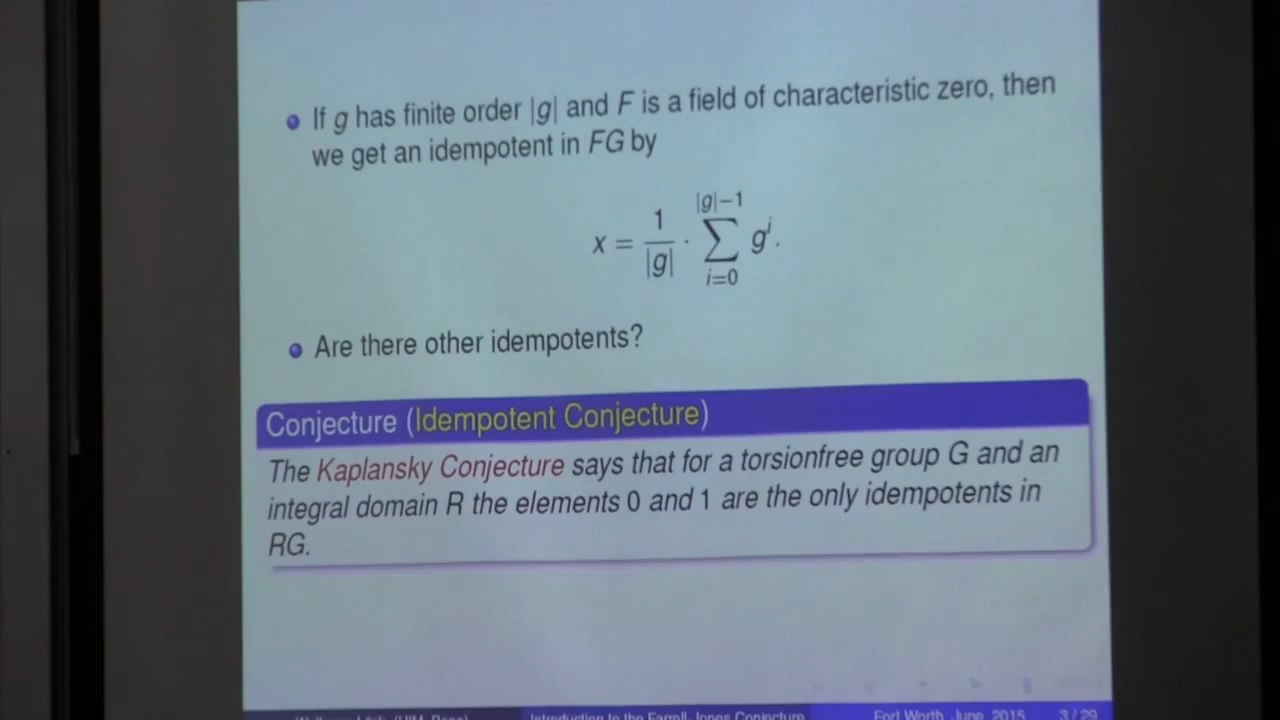 If g has finite order |g| and F is a field of characteristic zero, then
we get an idempotent in FG by
x = 1/|g| · ∑_{i=0}^{|g|−1} g^i.
Are there other idempotents?
Conjecture (Idempotent Conjecture)
The Kaplansky Conjecture says that for a torsionfree group G and an
integral domain R the elements 0 and 1 are the only idempotents in
RG.
Introduction to the Farrell-Jones Conjecture Fort Worth, June, 2015 3 / 29